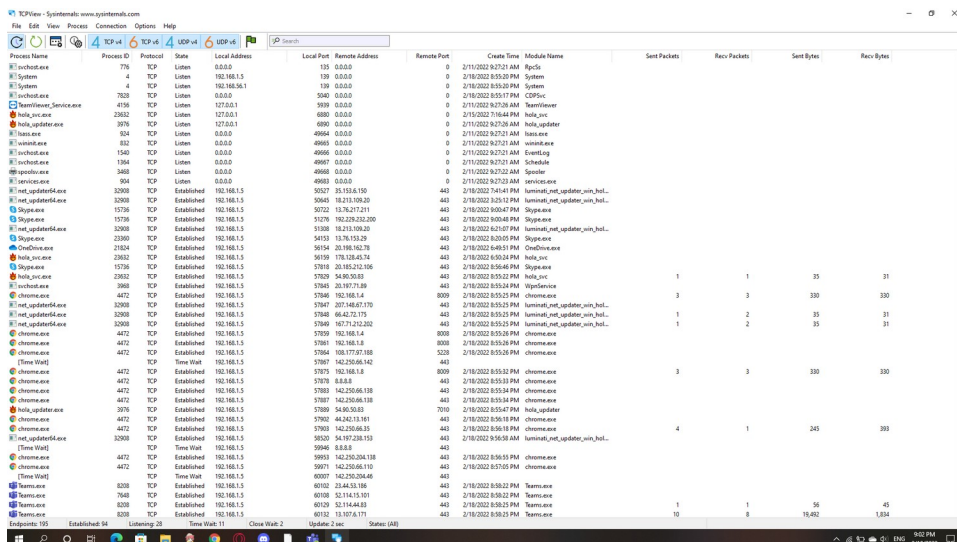 TCPView - Sysinternals: www.sysinternals.com
File Edit View Process Connection Options Help
4 TCP v4 6 TCP v6 4 UDP v4 6 UDP v6 Search
Process Name Process ID Protocol State Local Address Local Port Remote Address Remote Port Create Time Module Name Sent Packets Recv Packets Sent Bytes Recv Bytes
svchost.exe 776 TCP Listen 0.0.0.0 135 0.0.0.0 0 2/11/2022 9:27:21 AM RpcSs
System 4 TCP Listen 192.168.1.5 139 0.0.0.0 0 2/18/2022 8:55:20 PM System
System 4 TCP Listen 192.168.56.1 139 0.0.0.0 0 2/18/2022 8:55:20 PM System
svchost.exe 7828 TCP Listen 0.0.0.0 5040 0.0.0.0 0 2/18/2022 8:55:17 PM CDPSvc
TeamViewer_Service.exe 4156 TCP Listen 127.0.0.1 5939 0.0.0.0 0 2/11/2022 9:27:26 AM TeamViewer
hola_svc.exe 23632 TCP Listen 127.0.0.1 6880 0.0.0.0 0 2/15/2022 7:16:44 PM hola_svc
hola_updater.exe 3976 TCP Listen 127.0.0.1 6890 0.0.0.0 0 2/11/2022 9:27:26 AM hola_updater
lsass.exe 924 TCP Listen 0.0.0.0 49664 0.0.0.0 0 2/11/2022 9:27:21 AM lsass.exe
wininit.exe 832 TCP Listen 0.0.0.0 49665 0.0.0.0 0 2/11/2022 9:27:21 AM wininit.exe
svchost.exe 1540 TCP Listen 0.0.0.0 49666 0.0.0.0 0 2/11/2022 9:27:21 AM EventLog
svchost.exe 1364 TCP Listen 0.0.0.0 49667 0.0.0.0 0 2/11/2022 9:27:21 AM Schedule
spoolsv.exe 3468 TCP Listen 0.0.0.0 49668 0.0.0.0 0 2/11/2022 9:27:22 AM Spooler
services.exe 904 TCP Listen 0.0.0.0 49683 0.0.0.0 0 2/11/2022 9:27:23 AM services.exe
net_updater64.exe 32908 TCP Established 192.168.1.5 50527 35.153.6.150 443 2/18/2022 7:41:41 PM luminati_net_updater_win_hol...
net_updater64.exe 32908 TCP Established 192.168.1.5 50645 18.213.109.20 443 2/18/2022 3:25:12 PM luminati_net_updater_win_hol...
Skype.exe 15736 TCP Established 192.168.1.5 50722 13.76.217.211 443 2/18/2022 9:00:47 PM Skype.exe
Skype.exe 15736 TCP Established 192.168.1.5 51276 192.229.232.200 443 2/18/2022 9:00:48 PM Skype.exe
net_updater64.exe 32908 TCP Established 192.168.1.5 51308 18.213.109.20 443 2/18/2022 6:21:07 PM luminati_net_updater_win_hol...
Skype.exe 23360 TCP Established 192.168.1.5 54153 13.76.153.29 443 2/18/2022 8:20:05 PM Skype.exe
OneDrive.exe 21824 TCP Established 192.168.1.5 56154 20.198.162.78 443 2/18/2022 6:49:51 PM OneDrive.exe
hola_svc.exe 23632 TCP Established 192.168.1.5 56159 178.128.45.74 443 2/18/2022 6:50:24 PM hola_svc
Skype.exe 15736 TCP Established 192.168.1.5 57818 20.185.212.106 443 2/18/2022 8:56:46 PM Skype.exe
hola_svc.exe 23632 TCP Established 192.168.1.5 57829 54.90.50.83 443 2/18/2022 8:55:22 PM hola_svc 1 1 35 31
svchost.exe 3968 TCP Established 192.168.1.5 57845 20.197.71.89 443 2/18/2022 8:55:24 PM WpnService
chrome.exe 4472 TCP Established 192.168.1.5 57846 192.168.1.4 8009 2/18/2022 8:55:25 PM chrome.exe 3 3 330 330
net_updater64.exe 32908 TCP Established 192.168.1.5 57847 207.148.67.170 443 2/18/2022 8:55:25 PM luminati_net_updater_win_hol...
net_updater64.exe 32908 TCP Established 192.168.1.5 57848 66.42.72.175 443 2/18/2022 8:55:25 PM luminati_net_updater_win_hol... 1 2 35 31
net_updater64.exe 32908 TCP Established 192.168.1.5 57849 167.71.212.202 443 2/18/2022 8:55:25 PM luminati_net_updater_win_hol... 1 2 35 31
chrome.exe 4472 TCP Established 192.168.1.5 57859 192.168.1.4 8008 2/18/2022 8:55:26 PM chrome.exe
chrome.exe 4472 TCP Established 192.168.1.5 57861 192.168.1.8 8008 2/18/2022 8:55:26 PM chrome.exe
chrome.exe 4472 TCP Established 192.168.1.5 57864 108.177.97.188 5228 2/18/2022 8:55:26 PM chrome.exe
[Time Wait] TCP Time Wait 192.168.1.5 57867 142.250.66.142 443
chrome.exe 4472 TCP Established 192.168.1.5 57875 192.168.1.8 8009 2/18/2022 8:55:32 PM chrome.exe 3 3 330 330
chrome.exe 4472 TCP Established 192.168.1.5 57878 8.8.8.8 443 2/18/2022 8:55:33 PM chrome.exe
chrome.exe 4472 TCP Established 192.168.1.5 57883 142.250.66.138 443 2/18/2022 8:55:34 PM chrome.exe
chrome.exe 4472 TCP Established 192.168.1.5 57887 142.250.66.138 443 2/18/2022 8:55:34 PM chrome.exe
hola_updater.exe 3976 TCP Established 192.168.1.5 57889 54.90.50.83 7010 2/18/2022 8:55:47 PM hola_updater
chrome.exe 4472 TCP Established 192.168.1.5 57902 44.242.13.161 443 2/18/2022 8:56:18 PM chrome.exe
chrome.exe 4472 TCP Established 192.168.1.5 57903 142.250.66.35 443 2/18/2022 8:56:18 PM chrome.exe 4 1 245 393
net_updater64.exe 32908 TCP Established 192.168.1.5 58520 54.197.238.153 443 2/18/2022 9:56:58 AM luminati_net_updater_win_hol...
[Time Wait] TCP Time Wait 192.168.1.5 59946 8.8.8.8 443
chrome.exe 4472 TCP Established 192.168.1.5 59953 142.250.204.138 443 2/18/2022 8:56:55 PM chrome.exe
chrome.exe 4472 TCP Established 192.168.1.5 59971 142.250.66.110 443 2/18/2022 8:57:05 PM chrome.exe
[Time Wait] TCP Time Wait 192.168.1.5 60007 142.250.204.46 443
Teams.exe 8208 TCP Established 192.168.1.5 60102 23.44.53.186 443 2/18/2022 8:58:22 PM Teams.exe
Teams.exe 7648 TCP Established 192.168.1.5 60108 52.114.15.101 443 2/18/2022 8:58:22 PM Teams.exe
Teams.exe 8208 TCP Established 192.168.1.5 60129 52.114.44.83 443 2/18/2022 8:58:25 PM Teams.exe 1 1 56 45
Teams.exe 8208 TCP Established 192.168.1.5 60132 13.107.6.171 443 2/18/2022 8:58:25 PM Teams.exe 10 8 19,492 1,834
Endpoints: 195 Established: 94 Listening: 28 Time Wait: 11 Close Wait: 2 Update: 2 sec States: (All)
ENG 9:02 PM